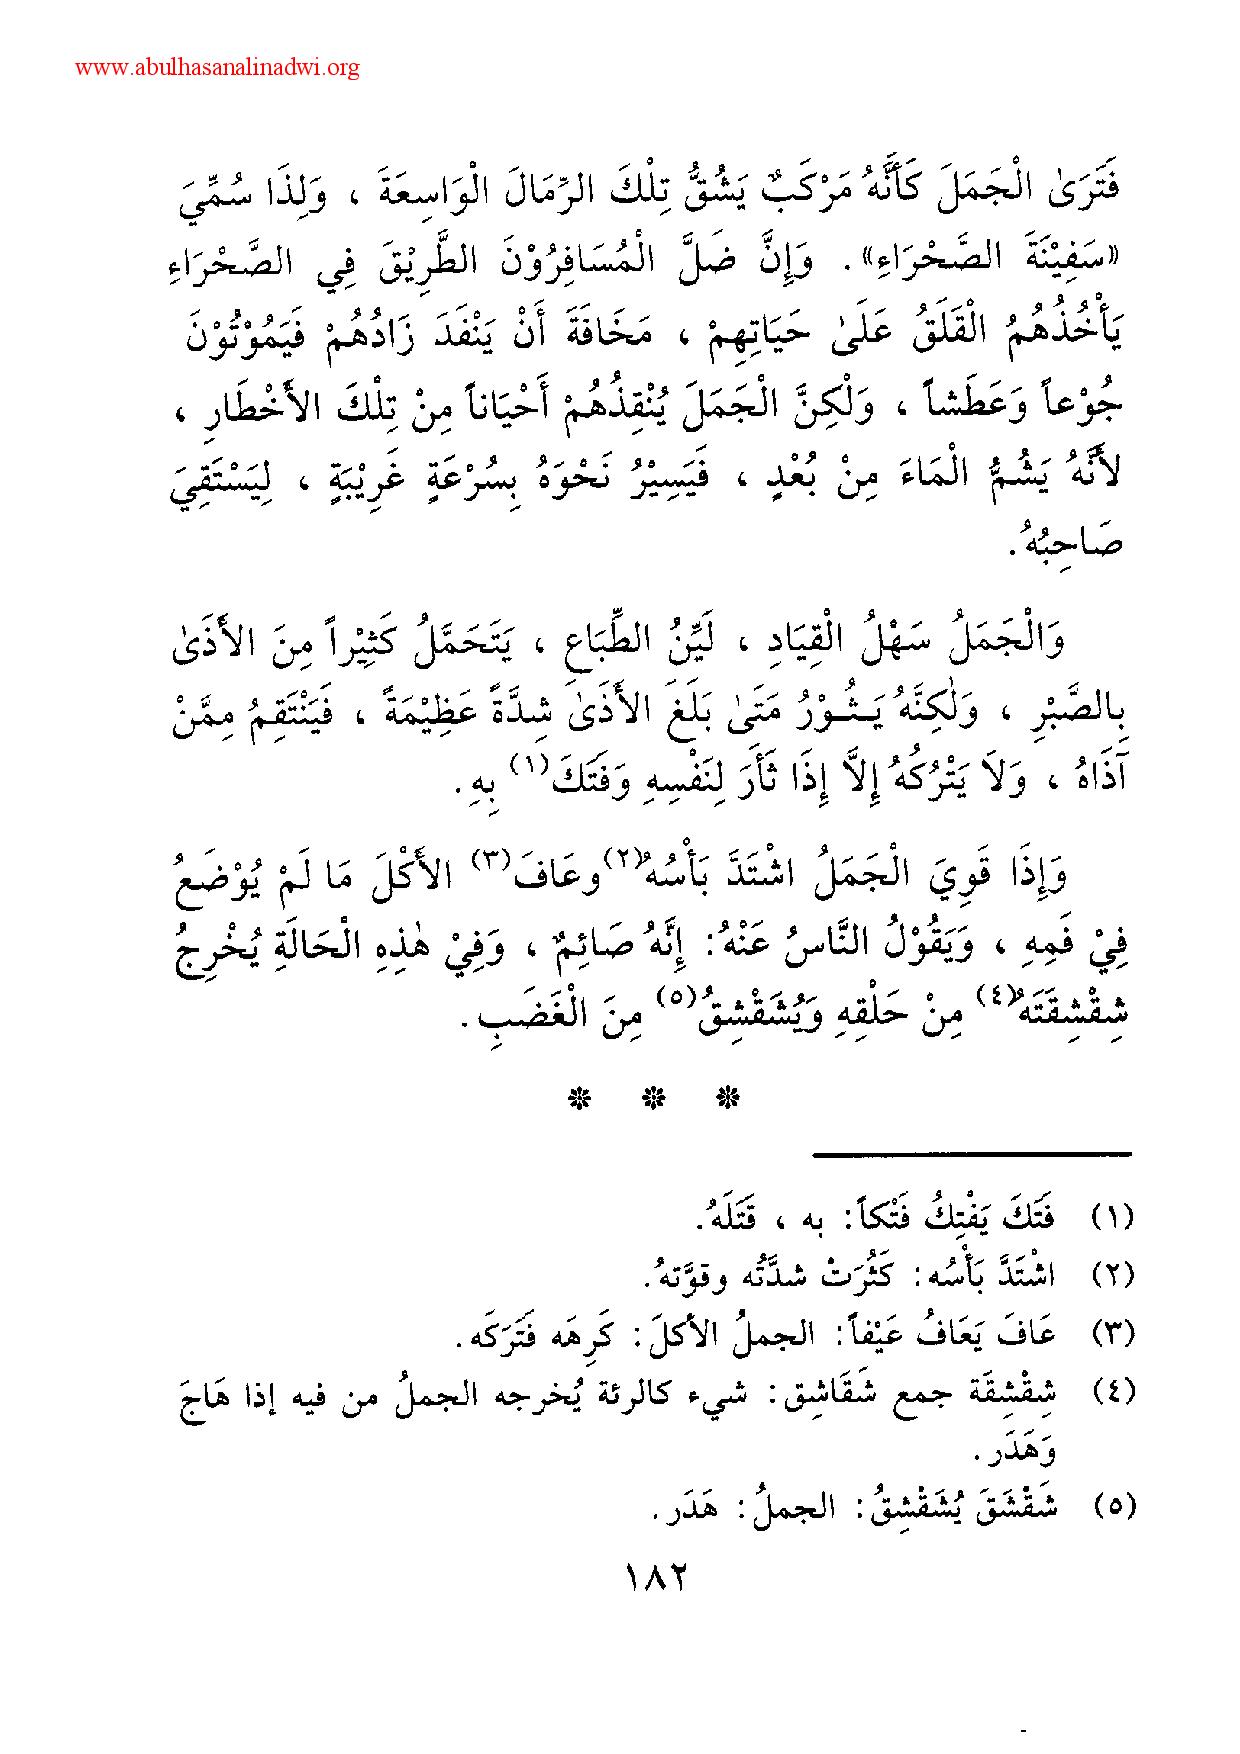 www.abulhasanalinadwi.org
فَتَرَىٰ الْجَمَلَ كَأَنَّهُ مَرْكَبٌ يَشُقُّ تِلْكَ الرِّمَالَ الْوَاسِعَةَ ، وَلِذَا سُمِّيَ
«سَفِيْنَةَ الصَّحْرَاءِ» . وَإِنَّ ضَلَّ الْمُسَافِرُوْنَ الطَّرِيْقَ فِي الصَّحْرَاءِ
يَأْخُذُهُمُ الْقَلَقُ عَلَىٰ حَيَاتِهِمْ ، مَخَافَةَ أَنْ يَنْفَدَ زَادُهُمْ فَيَمُوْتُوْنَ
جُوْعاً وَعَطَشاً ، وَلٰكِنَّ الْجَمَلَ يُنْقِذُهُمْ أَحْيَاناً مِنْ تِلْكَ الأَخْطَارِ ،
لأَنَّهُ يَشُمُّ الْمَاءَ مِنْ بُعْدٍ ، فَيَسِيْرُ نَحْوَهُ بِسُرْعَةٍ غَرِيْبَةٍ ، لِيَسْتَقِيَ
صَاحِبُهُ.
وَالْجَمَلُ سَهْلُ الْقِيَادِ ، لَيِّنُ الطِّبَاعِ ، يَتَحَمَّلُ كَثِيْراً مِنَ الأَذَىٰ
بِالصَّبْرِ ، وَلٰكِنَّهُ يَثُوْرُ مَتَىٰ بَلَغَ الأَذَىٰ شِدَّةً عَظِيْمَةً ، فَيَنْتَقِمُ مِمَّنْ
آذَاهُ ، وَلَا يَتْرُكُهُ إِلَّا إِذَا ثَأَرَ لِنَفْسِهِ وَفَتَكَ(١) بِهِ.
وَإِذَا قَوِيَ الْجَمَلُ اشْتَدَّ بَأْسُهُ(٢)وعَافَ(٣) الأَكْلَ مَا لَمْ يُوْضَعُ
فِيْ فَمِهِ ، وَيَقُوْلُ النَّاسُ عَنْهُ: إِنَّهُ صَائِمٌ ، وَفِيْ هٰذِهِ الْحَالَةِ يُخْرِجُ
شِقْشِقَتَهُ(٤) مِنْ حَلْقِهِ وَيُشَقْشِقُ(٥) مِنَ الْغَضَبِ.
* * *
(١) فَتَكَ يَفْتِكُ فَتْكاً: به ، قَتَلَهُ.
(٢) اشْتَدَّ بَأْسُه: كَثُرَتْ شدَّتُه وقوَّتهُ.
(٣) عَافَ يَعَافُ عَيْفاً: الجملُ الأكلَ: كَرِهَه فَتَرَكَه.
(٤) شِقْشِقَة جمع شَقَاشِق: شيء كالرئة يُخرجه الجملُ من فيه إذا هَاجَ
وَهَدَر.
(٥) شَقْشَقَ يُشَقْشِقُ: الجملُ: هَدَر.
١٨٢